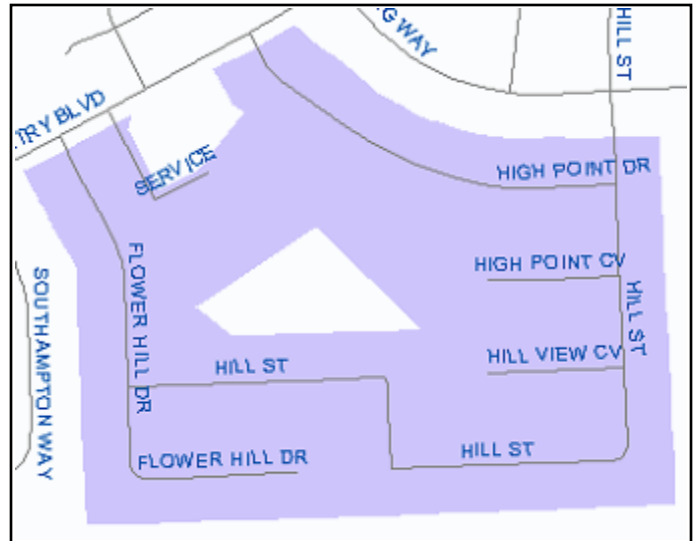 G WAY
HILL ST
TRY BLVD
SERVICE
HIGH POINT DR
HIGH POINT CV
FLOWER HILL DR
SOUTHAMPTON WAY
HILL ST
HILL VIEW CV
HILL ST
HILL ST
FLOWER HILL DR